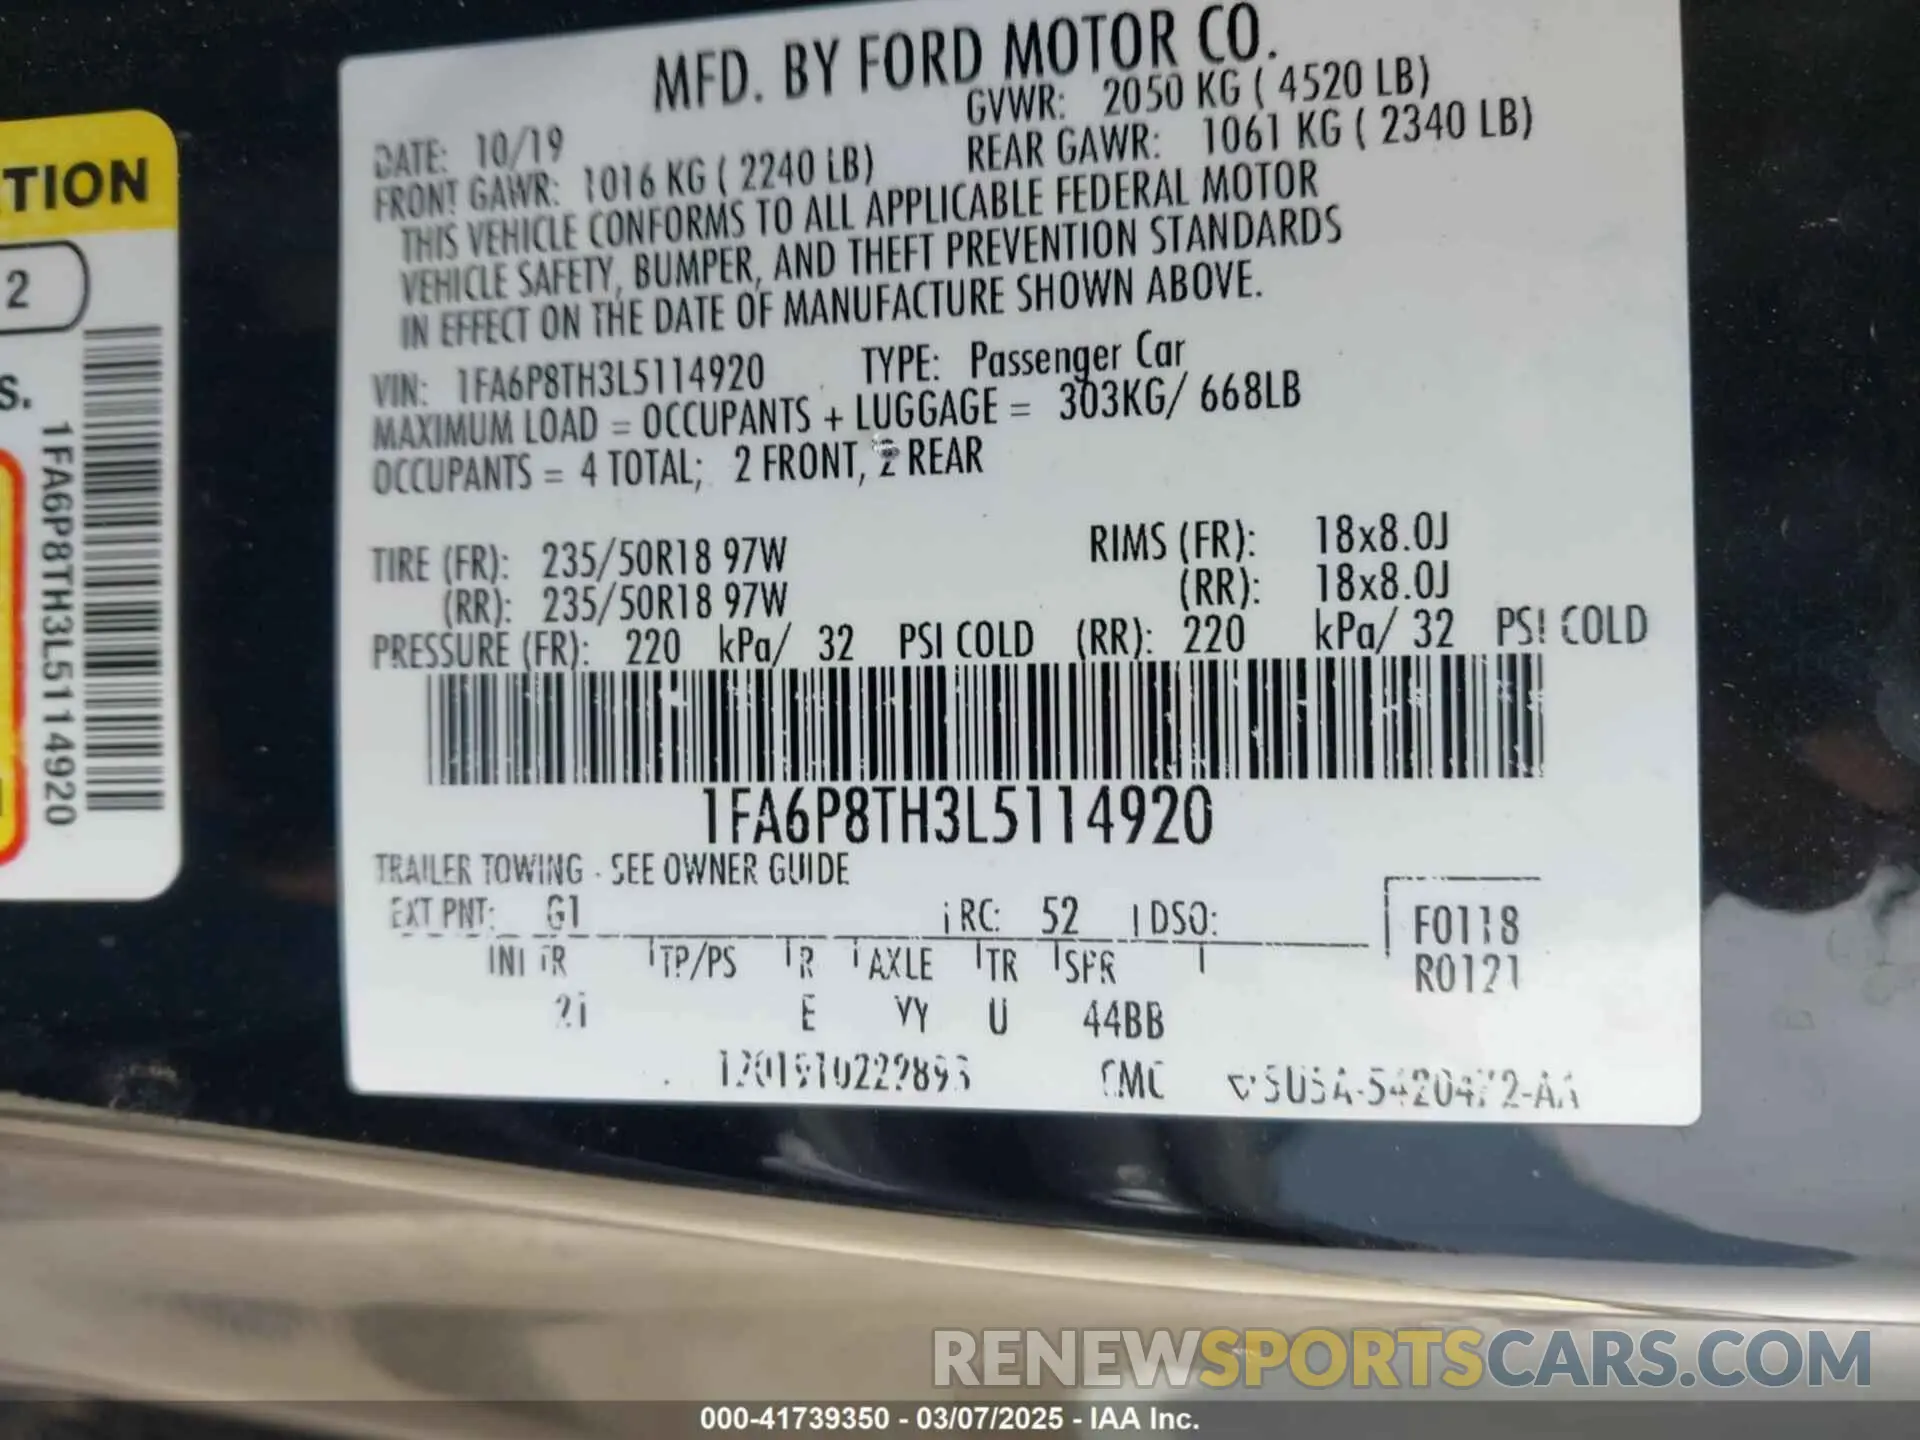 TION
2
S.
1FA6P8TH3L5114920
MFD. BY FORD MOTOR CO.
DATE: 10/19 GVWR: 2050 KG ( 4520 LB)
FRONT GAWR: 1016 KG ( 2240 LB) REAR GAWR: 1061 KG ( 2340 LB)
THIS VEHICLE CONFORMS TO ALL APPLICABLE FEDERAL MOTOR
VEHICLE SAFETY, BUMPER, AND THEFT PREVENTION STANDARDS
IN EFFECT ON THE DATE OF MANUFACTURE SHOWN ABOVE.
VIN: 1FA6P8TH3L5114920 TYPE: Passenger Car
MAXIMUM LOAD = OCCUPANTS + LUGGAGE = 303KG/ 668LB
OCCUPANTS = 4 TOTAL; 2 FRONT, 2 REAR
TIRE (FR): 235/50R18 97W RIMS (FR): 18x8.0J
(RR): 235/50R18 97W (RR): 18x8.0J
PRESSURE (FR): 220 kPa/ 32 PSI COLD (RR): 220 kPa/ 32 PSI COLD
1FA6P8TH3L5114920
TRAILER TOWING - SEE OWNER GUIDE
EXT PNT: G1 RC: 52 DSO: F0118
R0121
INT TR TP/PS R AXLE TR SPR
E VY U 44BB
RENEWSPORTSCARS.COM
000-41739350 - 03/07/2025 - IAA Inc.